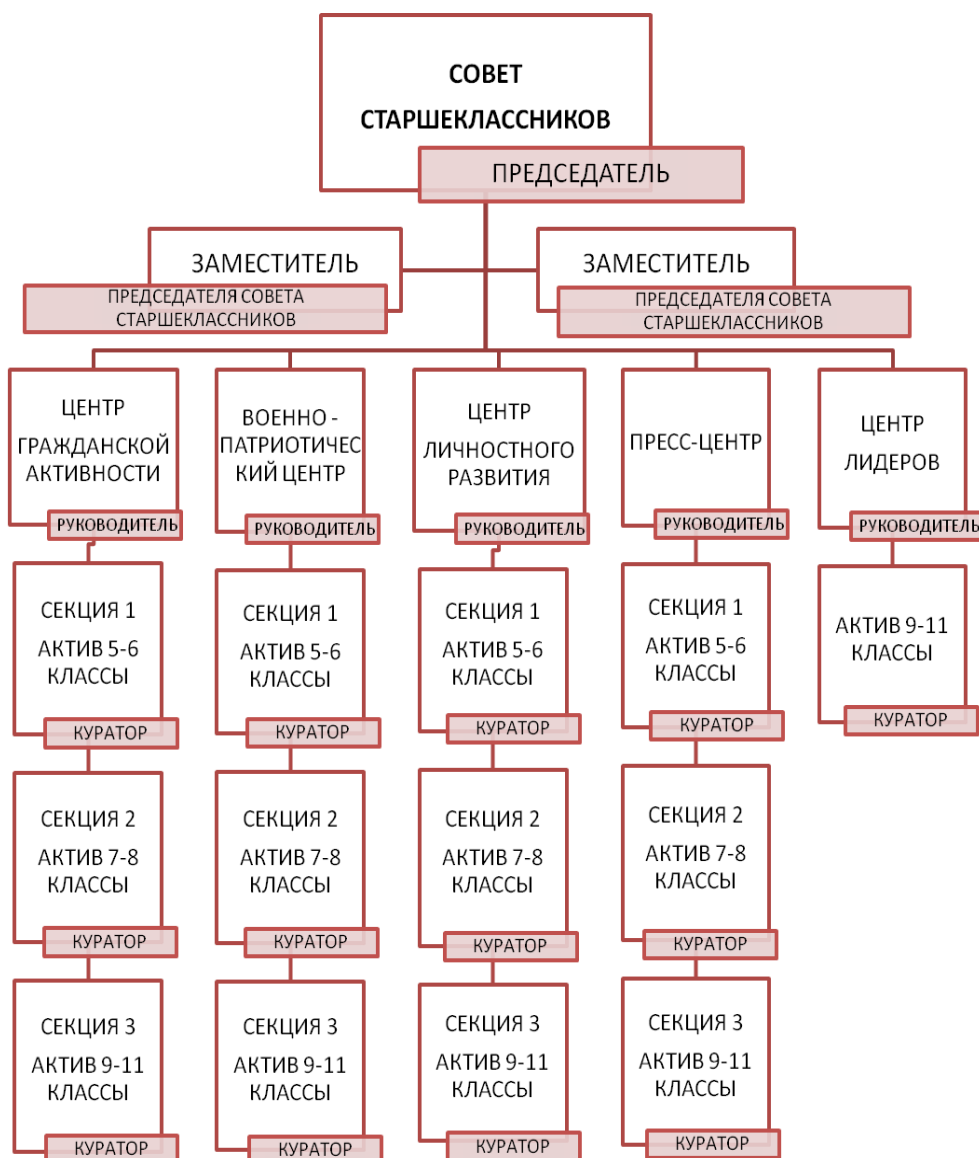 СОВЕТ
СТАРШЕКЛАССНИКОВ
ПРЕДСЕДАТЕЛЬ
ЗАМЕСТИТЕЛЬ
ПРЕДСЕДАТЕЛЯ СОВЕТА
СТАРШЕКЛАССНИКОВ
ЗАМЕСТИТЕЛЬ
ПРЕДСЕДАТЕЛЯ СОВЕТА
СТАРШЕКЛАССНИКОВ
ЦЕНТР
ГРАЖДАНСКОЙ
АКТИВНОСТИ
РУКОВОДИТЕЛЬ
СЕКЦИЯ 1
АКТИВ 5-6
КЛАССЫ
КУРАТОР
СЕКЦИЯ 2
АКТИВ 7-8
КЛАССЫ
КУРАТОР
СЕКЦИЯ 3
АКТИВ 9-11
КЛАССЫ
КУРАТОР
ВОЕННО -
ПАТРИОТИЧЕС
КИЙ ЦЕНТР
РУКОВОДИТЕЛЬ
СЕКЦИЯ 1
АКТИВ 5-6
КЛАССЫ
КУРАТОР
СЕКЦИЯ 2
АКТИВ 7-8
КЛАССЫ
КУРАТОР
СЕКЦИЯ 3
АКТИВ 9-11
КЛАССЫ
КУРАТОР
ЦЕНТР
ЛИЧНОСТНОГО
РАЗВИТИЯ
РУКОВОДИТЕЛЬ
СЕКЦИЯ 1
АКТИВ 5-6
КЛАССЫ
КУРАТОР
СЕКЦИЯ 2
АКТИВ 7-8
КЛАССЫ
КУРАТОР
СЕКЦИЯ 3
АКТИВ 9-11
КЛАССЫ
КУРАТОР
ПРЕСС-ЦЕНТР
РУКОВОДИТЕЛЬ
СЕКЦИЯ 1
АКТИВ 5-6
КЛАССЫ
КУРАТОР
СЕКЦИЯ 2
АКТИВ 7-8
КЛАССЫ
КУРАТОР
СЕКЦИЯ 3
АКТИВ 9-11
КЛАССЫ
КУРАТОР
ЦЕНТР
ЛИДЕРОВ
РУКОВОДИТЕЛЬ
АКТИВ 9-11
КЛАССЫ
КУРАТОР